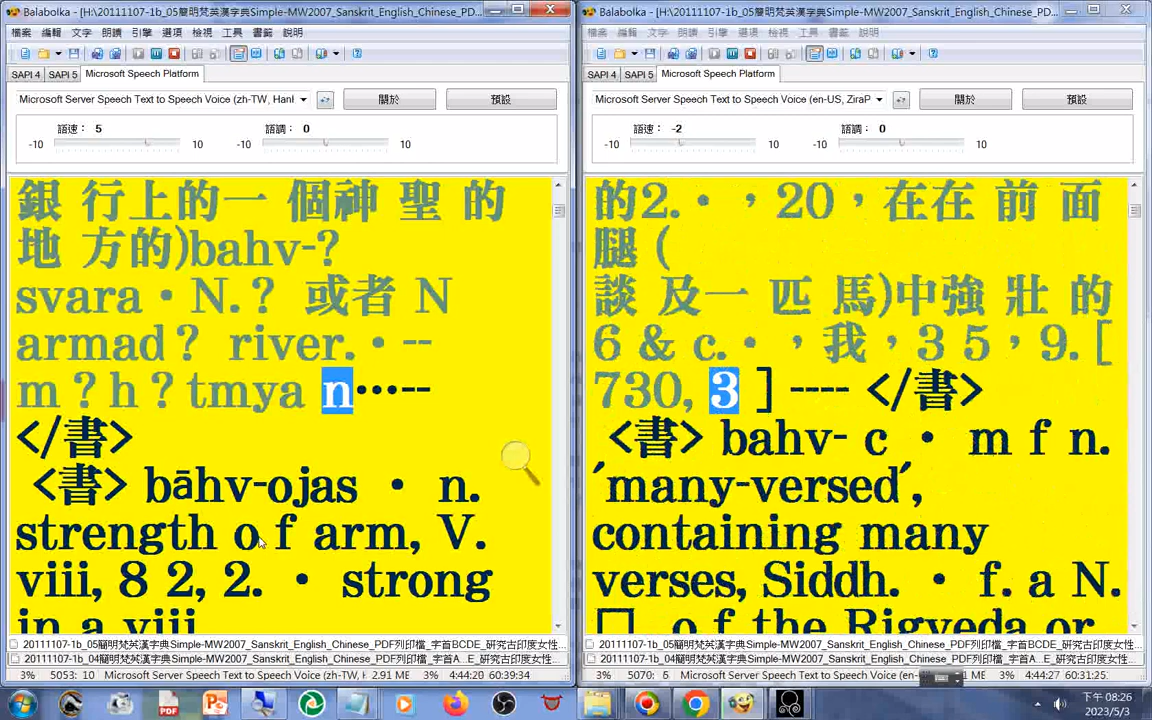 Balabolka - [H:\20111107-1b_05簡明梵英漢字典Simple-MW2007_Sanskrit_English_Chinese_PD...
檔案 編輯 文字 朗讀 引擎 選項 檢視 工具 書籤 說明
SAPI 4 SAPI 5 Microsoft Speech Platform
Microsoft Server Speech Text to Speech Voice (zh-TW, HanI
關於 預設
語速： 5 語調： 0
-10 10 -10 10
銀 行上的一 個神 聖 的
地 方的)bahv-?
svara・N.？ 或者 N
armad？ river.・--
m？h？tmya n…--
</書>
<書> bāhv-ojas ・ n.
strength o f arm, V.
viii, 8 2, 2. ・ strong
in a viii
20111107-1b_05簡明梵英漢字典Simple-MW2007_Sanskrit_English_Chinese_PDF列印檔_字首BCDE_研究古印度女性...
20111107-1b_04簡明梵英漢字典Simple-MW2007_Sanskrit_English_Chinese_PDF列印檔_字首A...E_研究古印度女性...
3% 5053: 10 Microsoft Server Speech Text to Speech Voice (zh-TW, H 2.91 ME 3% 4:44:20 60:39:34
Balabolka - [H:\20111107-1b_05簡明梵英漢字典Simple-MW2007_Sanskrit_English_Chinese_PD...
檔案 編輯 文字 朗讀 引擎 選項 檢視 工具 書籤 說明
SAPI 4 SAPI 5 Microsoft Speech Platform
Microsoft Server Speech Text to Speech Voice (en-US, ZiraP
關於 預設
語速： -2 語調： 0
-10 10 -10 10
的2.・，20，在在 前 面
腿（
談 及一 匹 馬)中強 壯 的
6 & c.・，我，3 5，9. [
730, 3 ] ---- </書>
<書> bahv- c ・ m f n.
'many-versed',
containing many
verses, Siddh. ・ f. a N.
□ o f the Rigveda or
20111107-1b_05簡明梵英漢字典Simple-MW2007_Sanskrit_English_Chinese_PDF列印檔_字首BCDE_研究古印度女性...
20111107-1b_04簡明梵英漢字典Simple-MW2007_Sanskrit_English_Chinese_PDF列印檔_字首A...E_研究古印度女性...
3% 5070: 5 Microsoft Server Speech Text to Speech Voice (en-U ME 3% 4:44:27 60:31:25
下午 08:26
2023/5/3